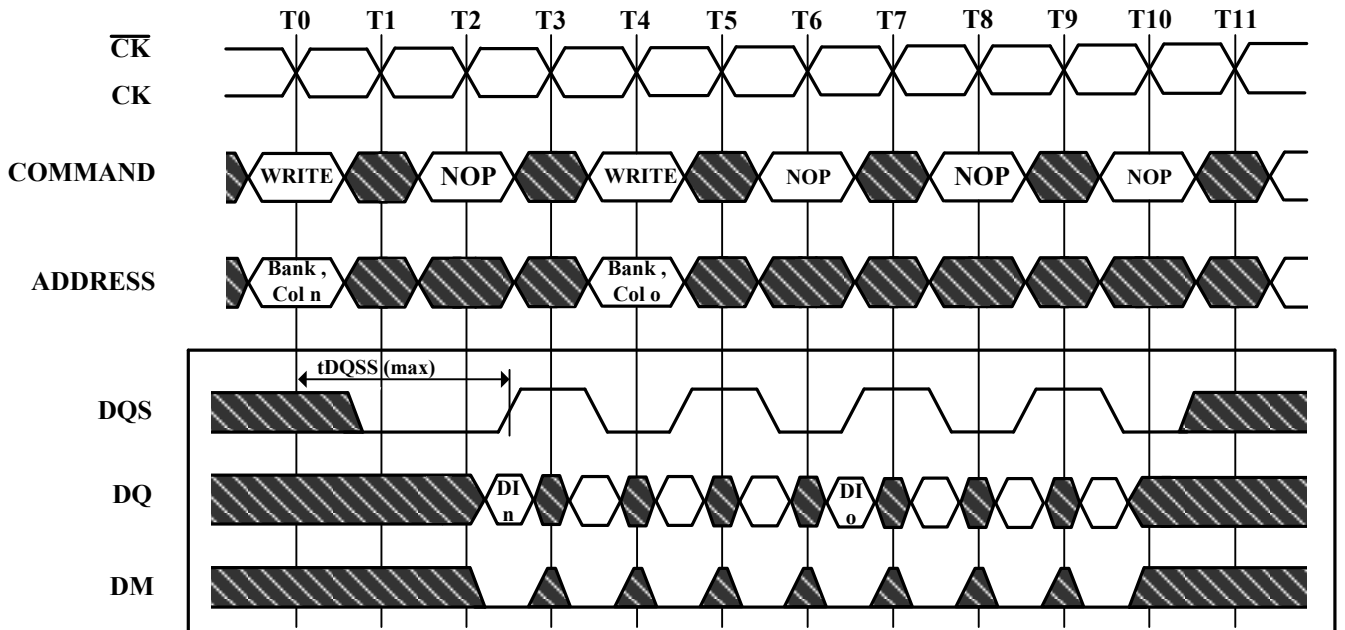 T0 T1 T2 T3 T4 T5 T6 T7 T8 T9 T10 T11
CK
CK
COMMAND WRITE NOP WRITE NOP NOP NOP
ADDRESS Bank , Bank ,
Col n Col o
tDQSS (max)
DQS
DQ DI DI
n o
DM